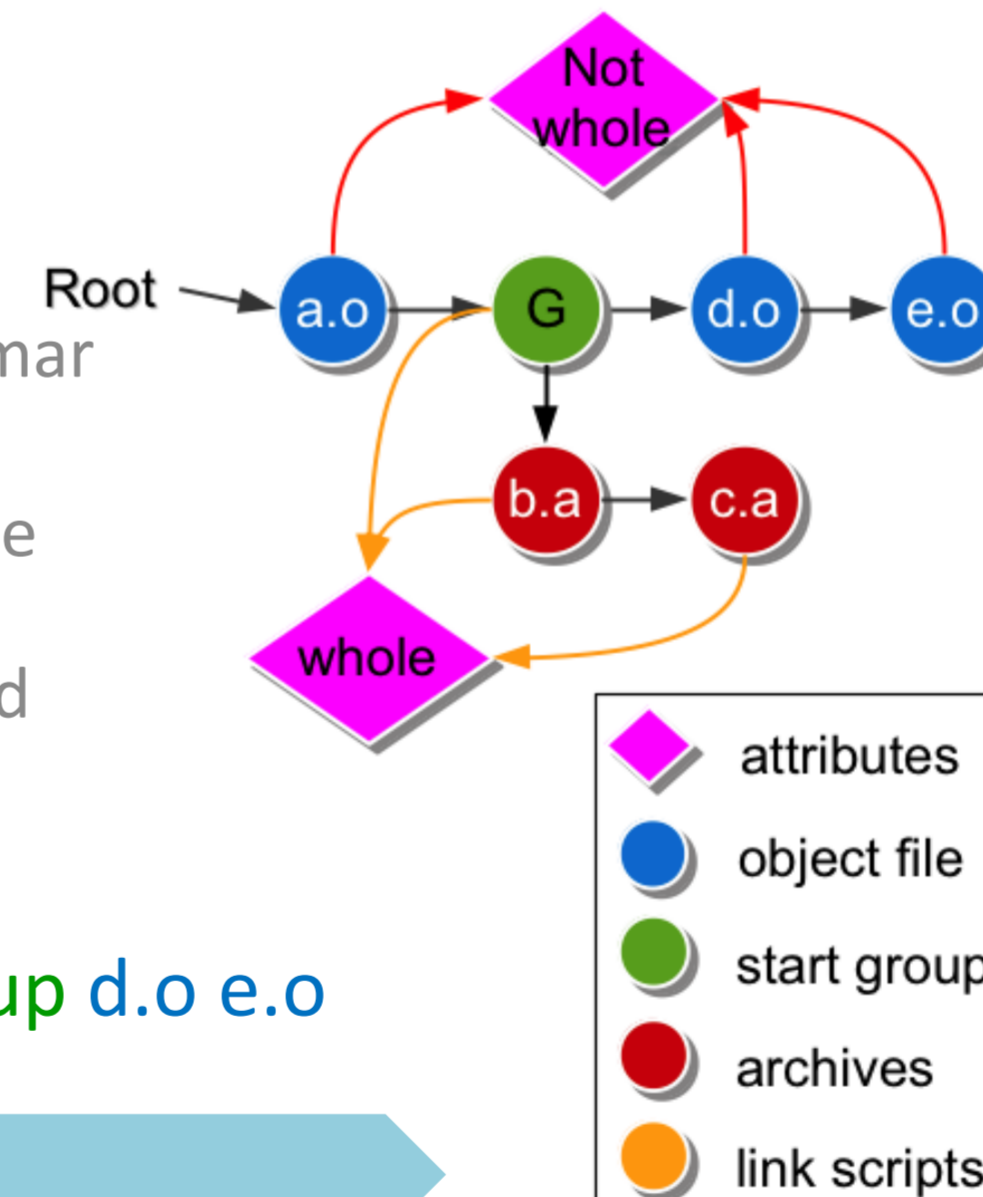 Not
whole
Root
a.o
G
d.o
e.o
mar
b.a
c.a
e
whole
d
attributes
object file
up d.o e.o
start group
archives
link scripts